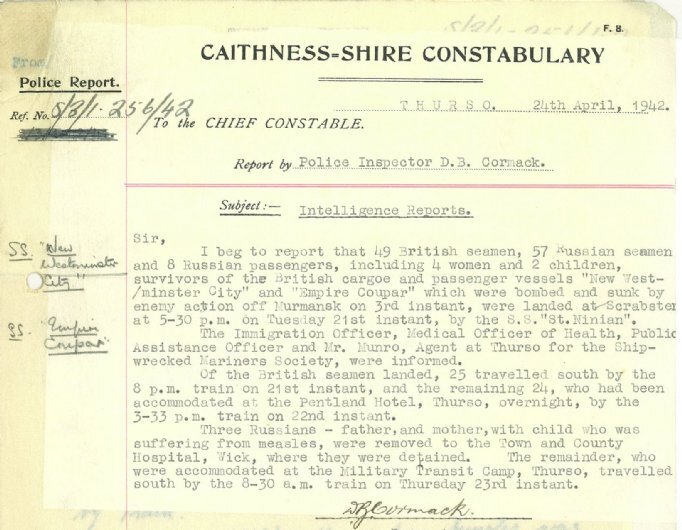 F. 8.
From
CAITHNESS=SHIRE CONSTABULARY
Police Report.
Ref. No. 8/2/1-256/42
THURSO. 24th April, 1942.
To the CHIEF CONSTABLE.
Report by Police Inspector D.B. Cormack.
Subject:— Intelligence Reports.
Sir,
I beg to report that 49 British seamen, 57 Russian seamen
and 8 Russian passengers, including 4 women and 2 children,
survivors of the British cargoe and passenger vessels "New West-
/minster City" and "Empire Coupar" which were bombed and sunk by
enemy action off Murmansk on 3rd instant, were landed at Scrabster
at 5-30 p.m. on Tuesday 21st instant, by the S.S."St.Ninian".
The Immigration Officer, Medical Officer of Health, Public
Assistance Officer and Mr. Munro, Agent at Thurso for the Ship-
wrecked Mariners Society, were informed.
Of the British seamen landed, 25 travelled south by the
8 p.m. train on 21st instant, and the remaining 24, who had been
accommodated at the Pentland Hotel, Thurso, overnight, by the
3-33 p.m. train on 22nd instant.
Three Russians - father,and mother,with child who was
suffering from measles, were removed to the Town and County
Hospital, Wick, where they were detained. The remainder, who
were accommodated at the Military Transit Camp, Thurso, travelled
south by the 8-30 a.m. train on Thursday 23rd instant.
DBCormack.
SS "New
Westminster
City"
SS "Empire
Coupar"